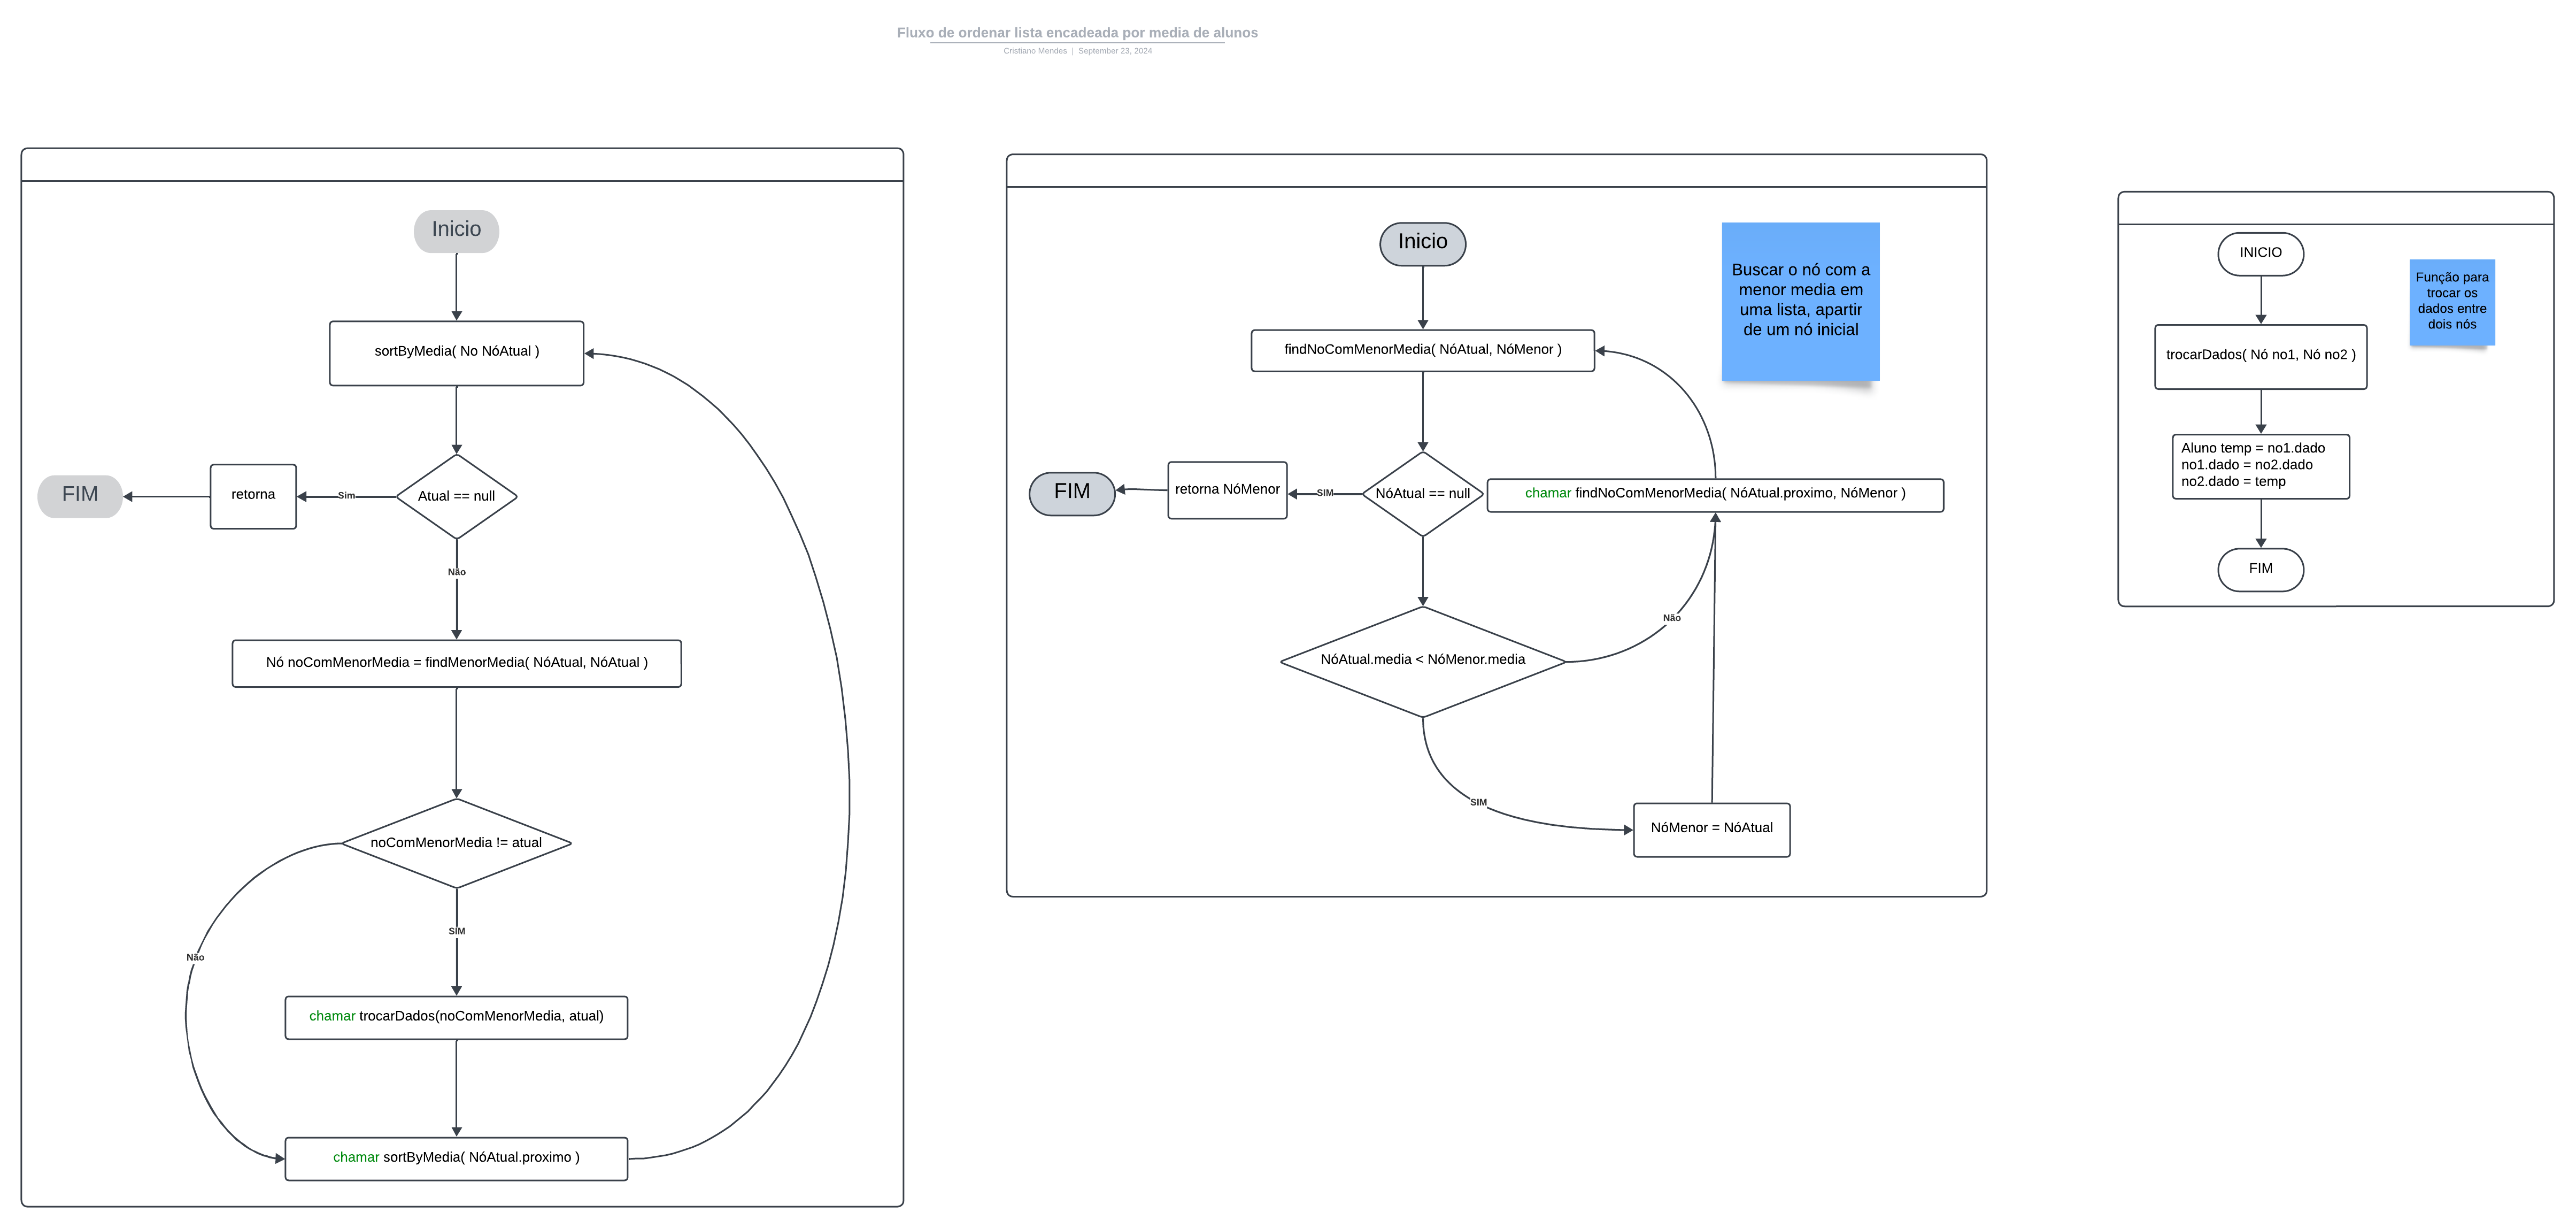 Fluxo de ordenar lista encadeada por media de alunos
Cristiano Mendes | September 23, 2024
Inicio
sortByMedia( No NóAtual )
Atual == null
Sim
retorna
FIM
Não
Nó noComMenorMedia = findMenorMedia( NóAtual, NóAtual )
noComMenorMedia != atual
Não
SIM
chamar trocarDados(noComMenorMedia, atual)
chamar sortByMedia( NóAtual.proximo )
Inicio
Buscar o nó com a
menor media em
uma lista, apartir
de um nó inicial
findNoComMenorMedia( NóAtual, NóMenor )
NóAtual == null
SIM
retorna NóMenor
FIM
chamar findNoComMenorMedia( NóAtual.proximo, NóMenor )
NóAtual.media < NóMenor.media
Não
SIM
NóMenor = NóAtual
INICIO
Função para
trocar os
dados entre
dois nós
trocarDados( Nó no1, Nó no2 )
Aluno temp = no1.dado
no1.dado = no2.dado
no2.dado = temp
FIM